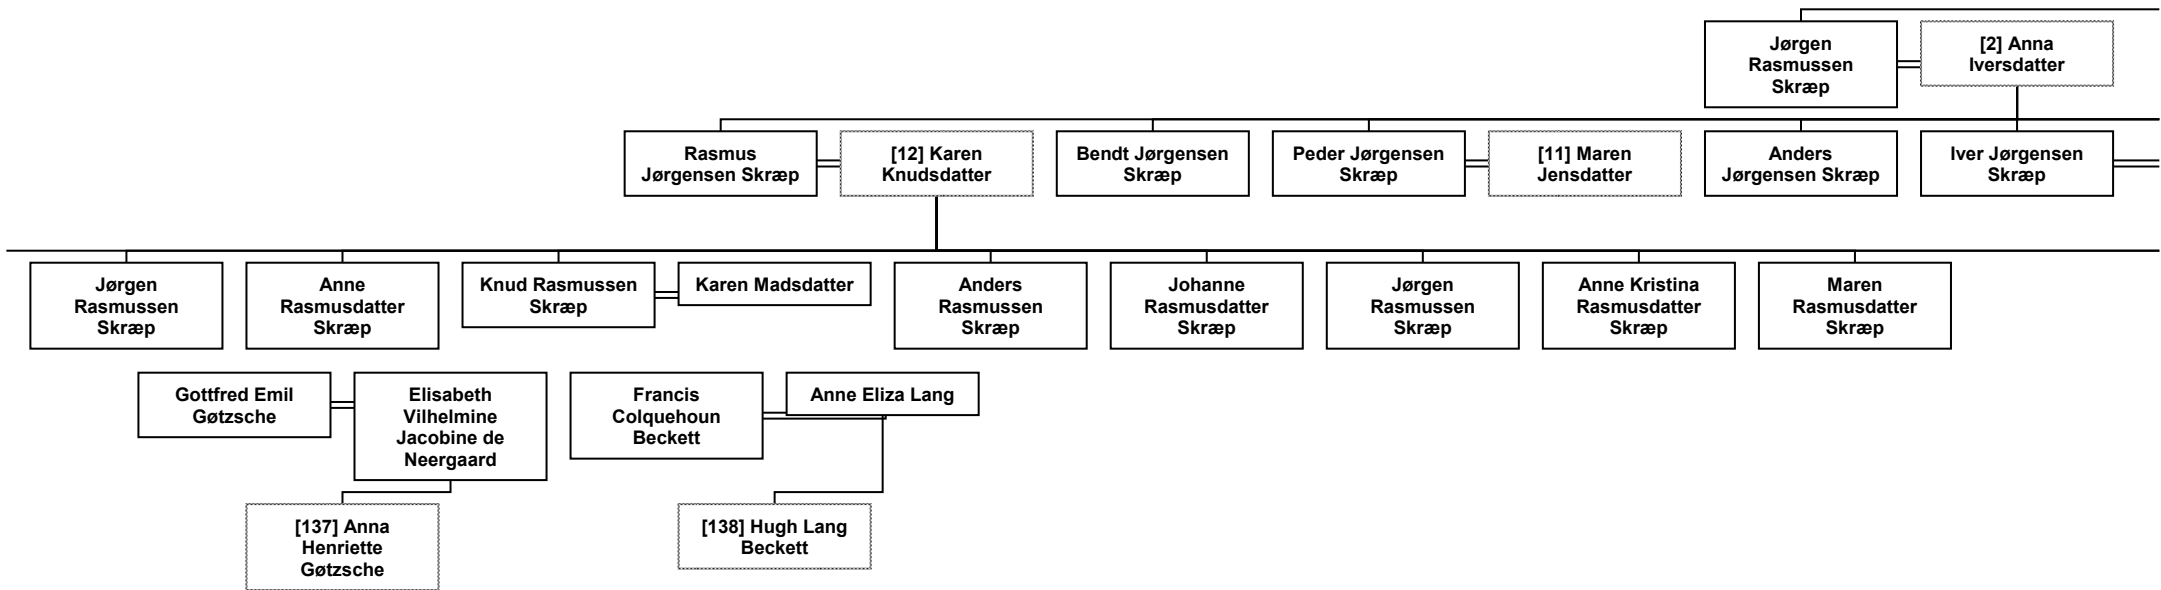 Jørgen
Rasmussen
Skræp
[2] Anna
Iversdatter
Rasmus
Jørgensen Skræp
[12] Karen
Knudsdatter
Bendt Jørgensen
Skræp
Peder Jørgensen
Skræp
[11] Maren
Jensdatter
Anders
Jørgensen Skræp
Iver Jørgensen
Skræp
Jørgen
Rasmussen
Skræp
Anne
Rasmusdatter
Skræp
Knud Rasmussen
Skræp
Karen Madsdatter
Anders
Rasmussen
Skræp
Johanne
Rasmusdatter
Skræp
Jørgen
Rasmussen
Skræp
Anne Kristina
Rasmusdatter
Skræp
Maren
Rasmusdatter
Skræp
Gottfred Emil
Gøtzsche
Elisabeth
Vilhelmine
Jacobine de
Neergaard
Francis
Colquehoun
Beckett
Anne Eliza Lang
[137] Anna
Henriette
Gøtzsche
[138] Hugh Lang
Beckett